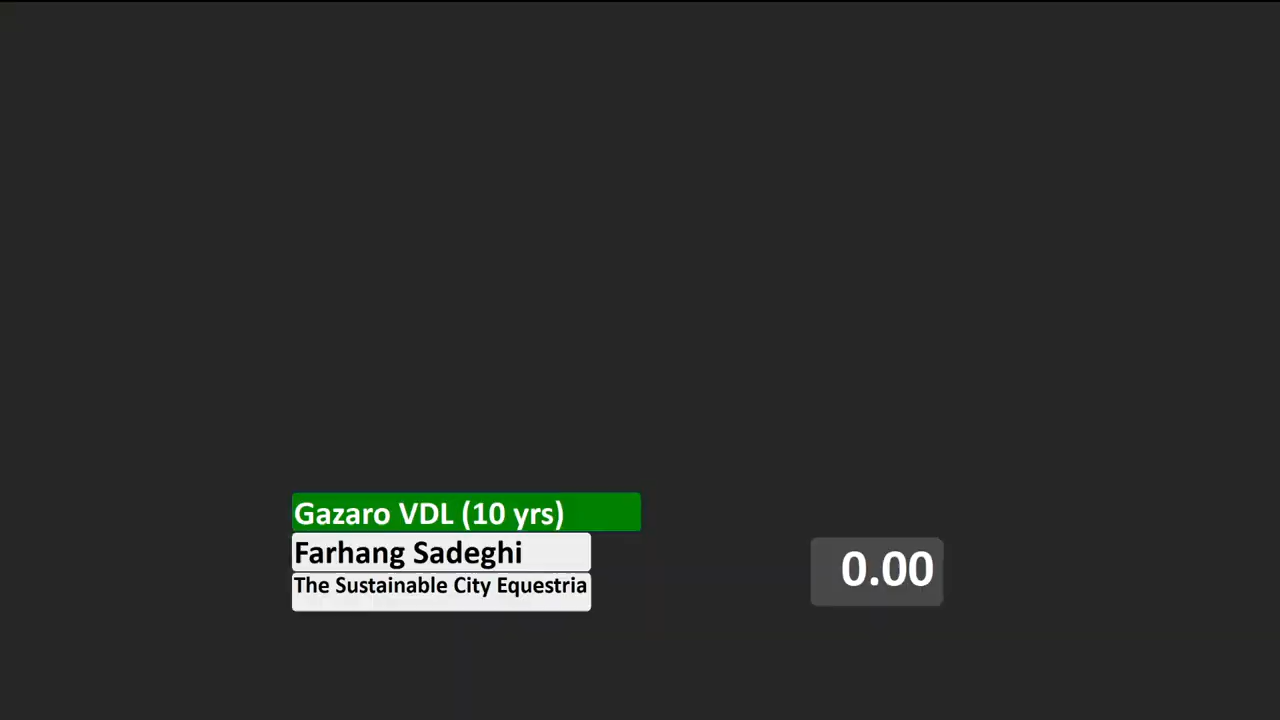 Gazaro VDL (10 yrs)
Farhang Sadeghi
The Sustainable City Equestria
0.00